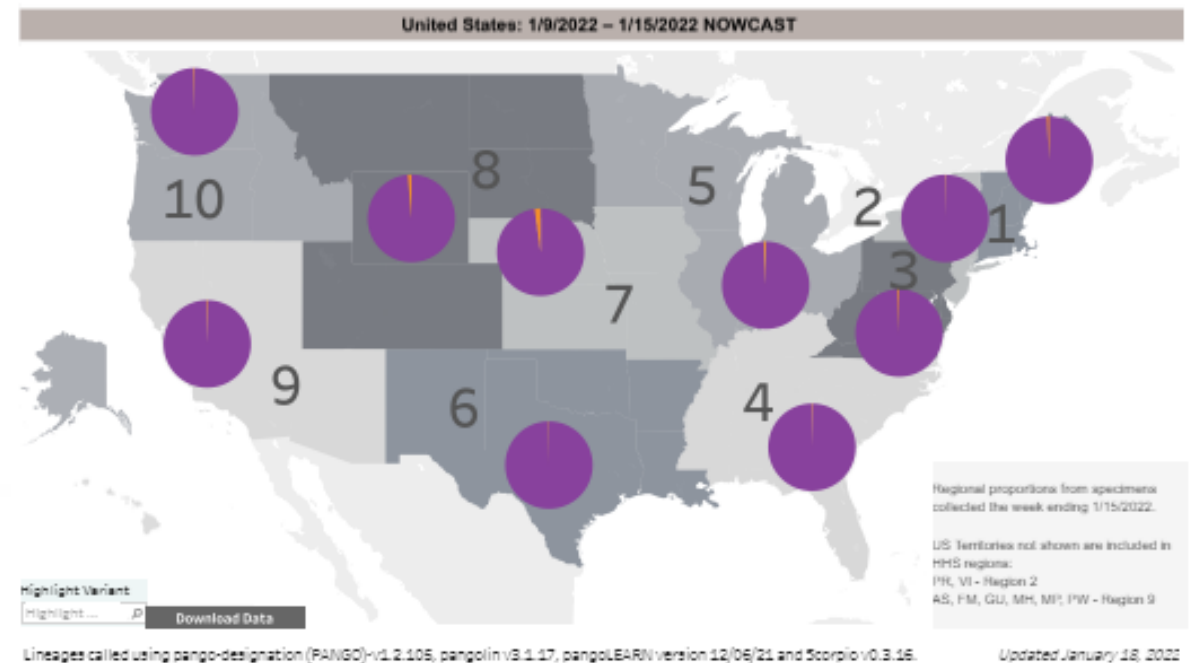 United States: 1/9/2022 – 1/15/2022 NOWCAST
10
8
5
2
1
3
7
9
6
4
Regional proportions from specimens
collected the week ending 1/15/2022.
US Territories not shown are included in
HHS regions:
PR, VI - Region 2
AS, FM, GU, MH, MP, PW - Region 9
Highlight Variant
Highlight ...
Download Data
Lineages called using pango-designation (PANGO)-v1.2.105, pangolin v3.1.17, pangoLEARN version 12/06/21 and Scorpio v0.3.16.
Updated January 18, 2022